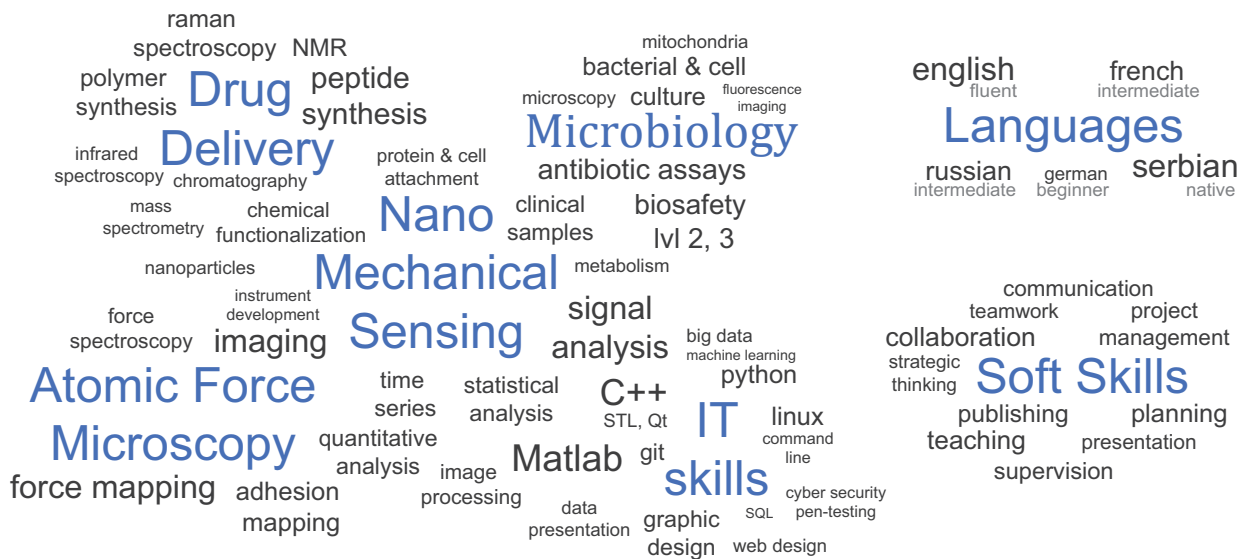 raman
spectroscopy NMR
polymer
synthesis
Drug
peptide
synthesis
Delivery
infrared
spectroscopy
chromatography
mass
spectrometry
chemical
functionalization
protein & cell
attachment
nanoparticles
Nano
Mechanical
Sensing
mitochondria
bacterial & cell
microscopy culture
fluorescence
imaging
Microbiology
antibiotic assays
clinical
samples
biosafety
lvl 2, 3
metabolism
english
fluent
french
intermediate
Languages
russian
intermediate
german
beginner
serbian
native
instrument
development
force
spectroscopy
imaging
Atomic Force
Microscopy
force mapping
adhesion
mapping
signal
analysis
time
series
statistical
analysis
quantitative
analysis
image
processing
big data
machine learning
python
C++
STL, Qt
IT
skills
linux
command
line
Matlab
git
data
presentation
graphic
design
SQL
cyber security
pen-testing
web design
communication
teamwork
project
management
collaboration
strategic
thinking
Soft Skills
publishing
planning
teaching
presentation
supervision